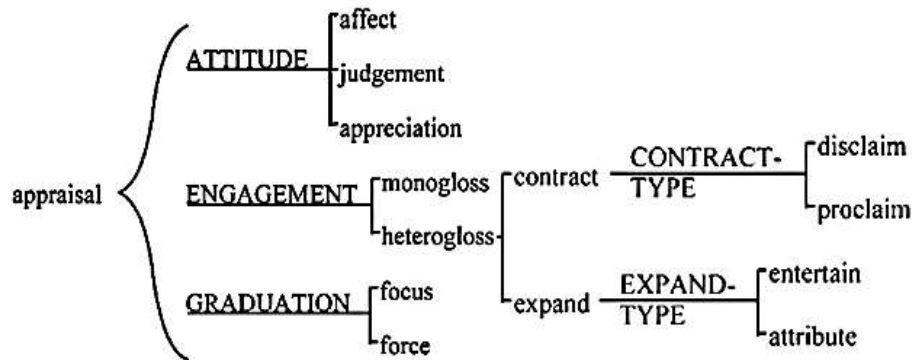 appraisal
ATTITUDE
affect
judgement
appreciation
ENGAGEMENT
monogloss
heterogloss
contract
CONTRACT-
TYPE
disclaim
proclaim
expand
EXPAND-
TYPE
entertain
attribute
GRADUATION
focus
force